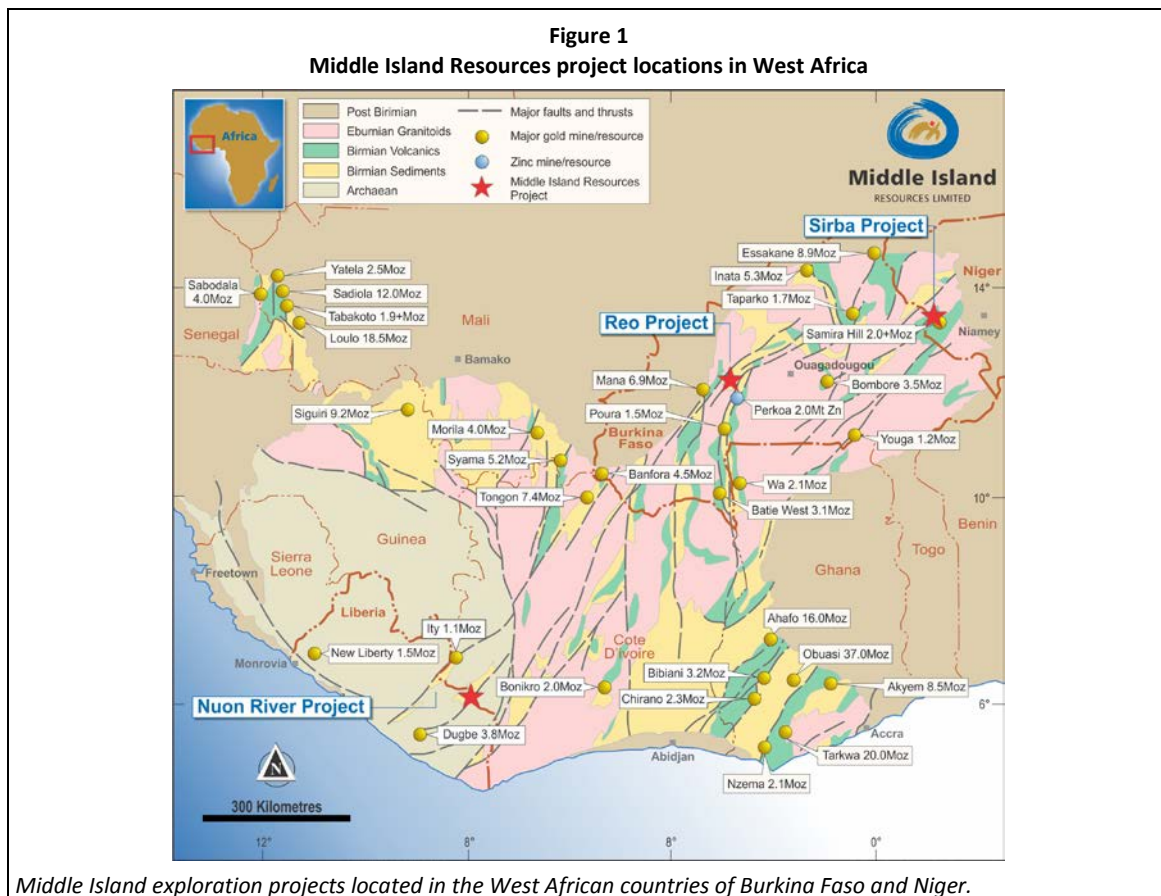 Figure 1
Middle Island Resources project locations in West Africa
Africa
Post Birimian
Eburnian Granitoids
Birmian Volcanics
Birmian Sediments
Archaean
Major faults and thrusts
Major gold mine/resource
Zinc mine/resource
Middle Island Resources
Project
Middle Island
RESOURCES LIMITED
Sirba Project
Essakane 8.9Moz
Inata 5.3Moz
Niger
14°
Taparko 1.7Moz
Samira Hill 2.0+Moz
Niamey
Yatela 2.5Moz
Sabodala
4.0Moz
Sadiola 12.0Moz
Tabakoto 1.9+Moz
Loulo 18.5Moz
Senegal
Mali
Bamako
Reo Project
Ouagadougou
Mana 6.9Moz
Bombore 3.5Moz
Perkoa 2.0Mt Zn
Poura 1.5Moz
Siguiri 9.2Moz
Morila 4.0Moz
Burkina
Faso
Youga 1.2Moz
Syama 5.2Moz
Banfora 4.5Moz
Wa 2.1Moz
Tongon 7.4Moz
Batie West 3.1Moz
10°
Benin
Togo
Ghana
Guinea
Sierra
Leone
Freetown
Liberia
Ity 1.1Moz
New Liberty 1.5Moz
Monrovia
Cote
D'Ivoire
Ahafo 16.0Moz
Obuasi 37.0Moz
Bibiani 3.2Moz
Bonikro 2.0Moz
Chirano 2.3Moz
Akyem 8.5Moz
Nuon River Project
6°
Dugbe 3.8Moz
Accra
Abidjan
Tarkwa 20.0Moz
Nzema 2.1Moz
N
300 Kilometres
12°
8°
8°
0°
Middle Island exploration projects located in the West African countries of Burkina Faso and Niger.